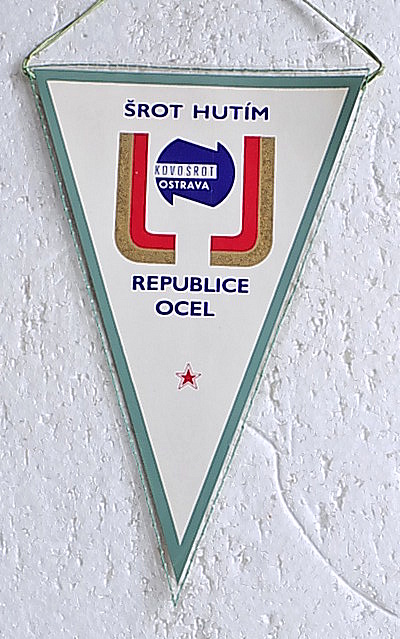 ŠROT HUTÍM
KOVOŠROT
OSTRAVA
REPUBLICE
OCEL